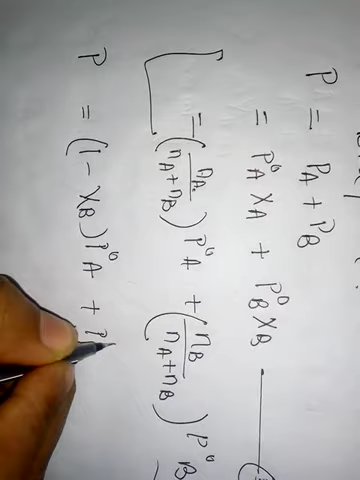 P = P_A + P_B
= P°_A X_A + P°_B X_B
= (n_A / (n_A + n_B)) P°_A + (n_B / (n_A + n_B)) P°_B
P = (1 - X_B) P°_A + P